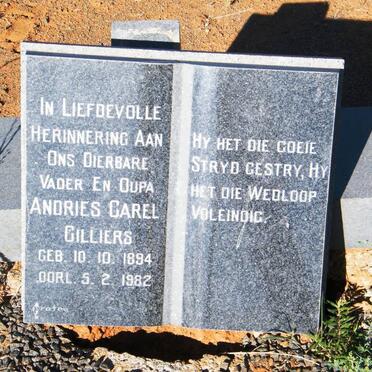 In Liefdevolle
Herinnering Aan
Ons Dierbare
Vader En Oupa
Andries Carel
Cilliers
Geb. 10. 10. 1894
Oorl. 5. 2. 1982
Hy het die goeie
stryd gestry, Hy
het die Wedloop
voleindig.